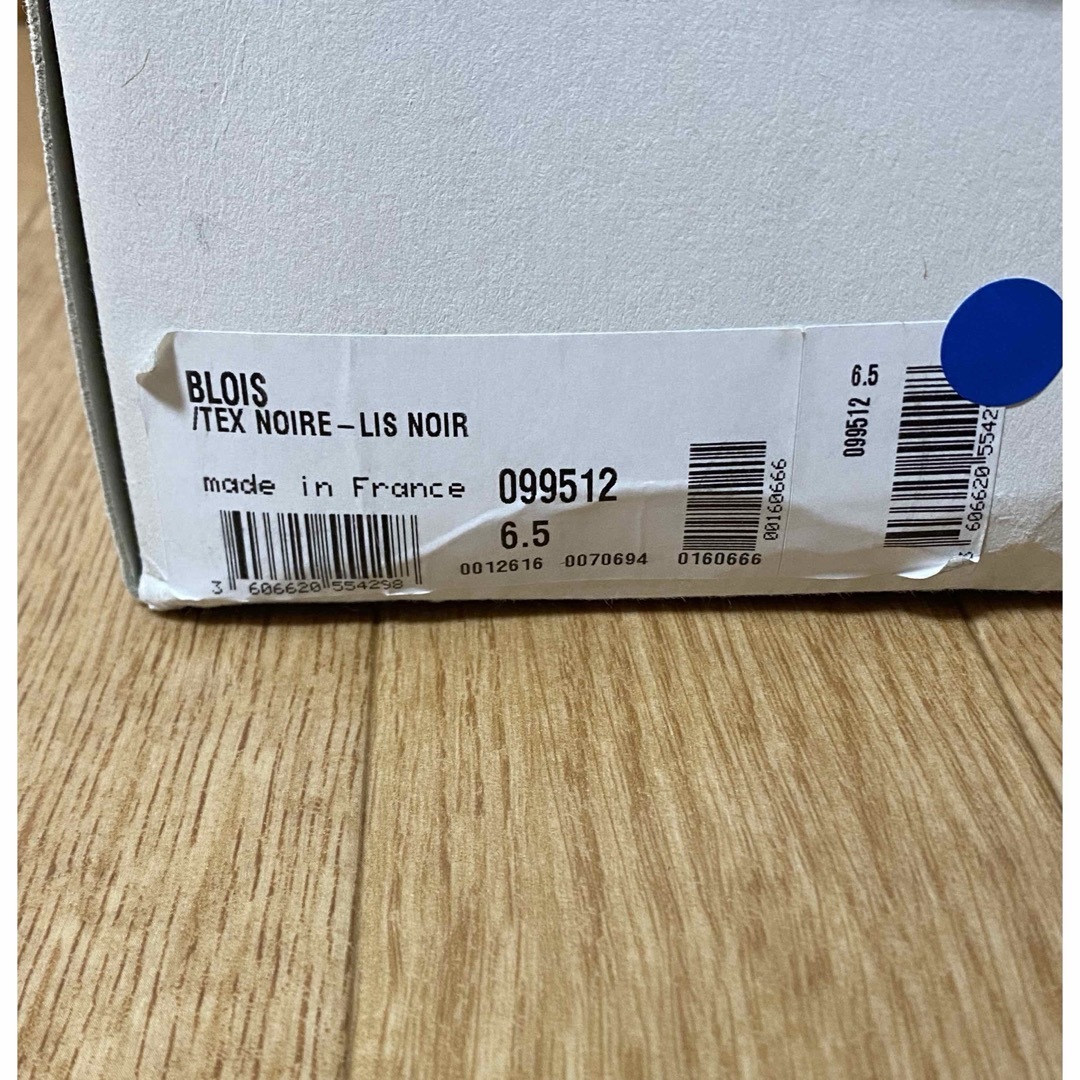 BLOIS
/TEX NOIRE – LIS NOIR
made in France 099512
6.5
3 606620 554298
0012616 0070694 0160666
00160666
6.5
099512
3 606620 5542